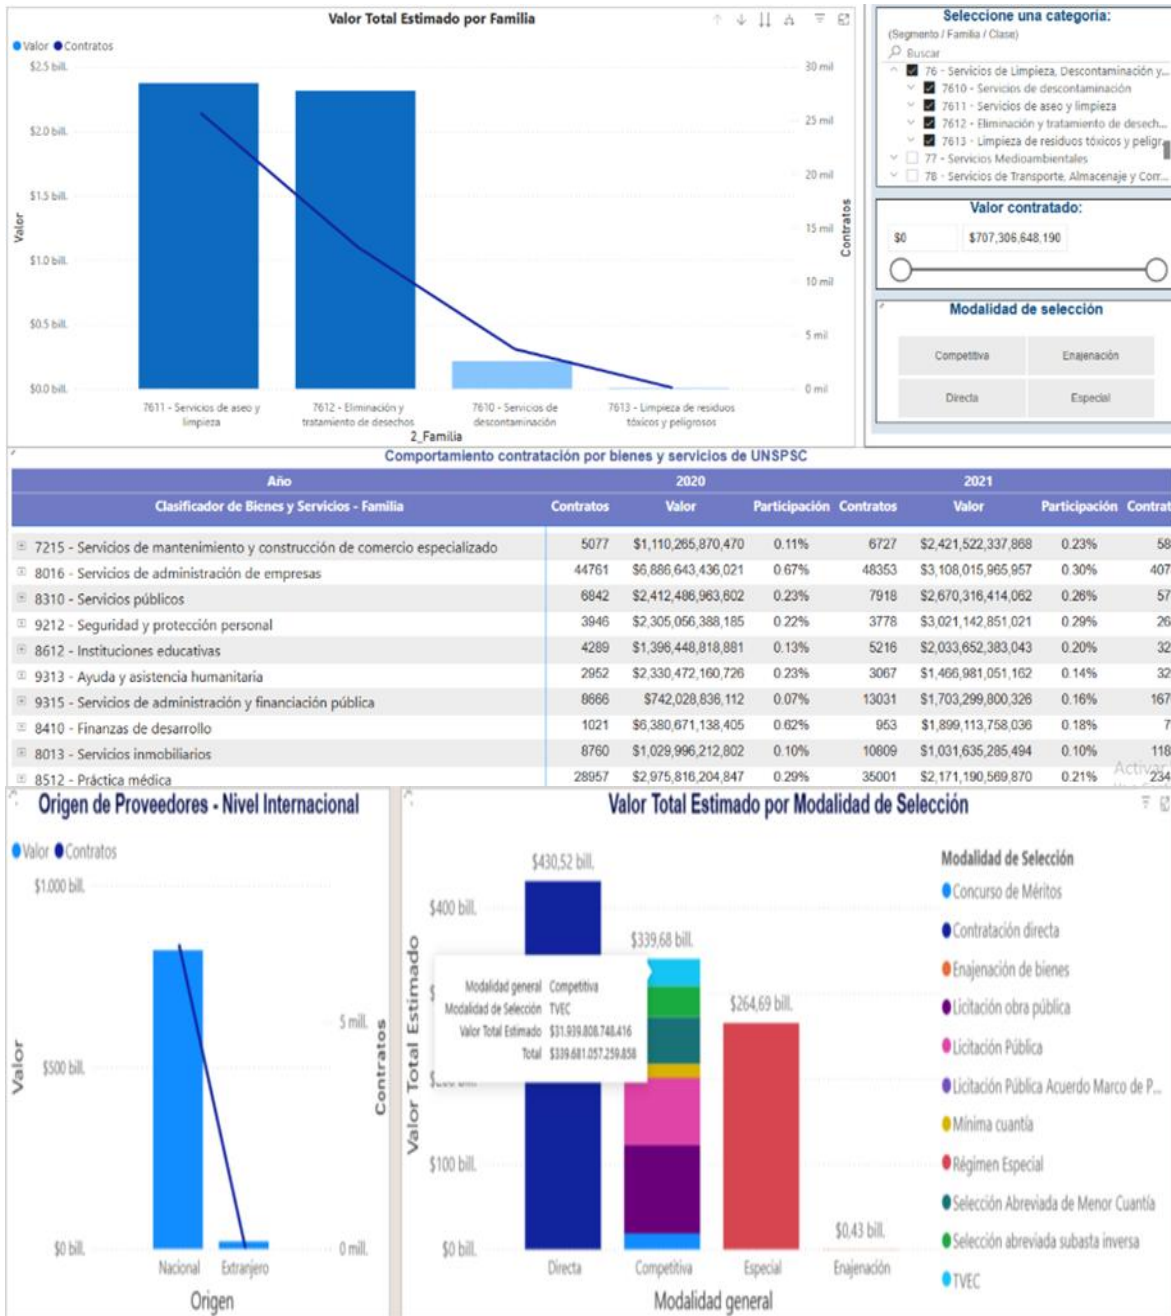 Valor Total Estimado por Familia
Valor Contratos
$2.5 bill.
$2.0 bill.
$1.5 bill.
$1.0 bill.
$0.5 bill.
$0.0 bill.
Valor
30 mil
25 mil
20 mil
15 mil
10 mil
5 mil
0 mil
Contratos
7611 - Servicios de aseo y limpieza
7612 - Eliminación y tratamiento de desechos
7610 - Servicios de descontaminación
7613 - Limpieza de residuos tóxicos y peligrosos
2_Familia
Seleccione una categoría:
(Segmento / Familia / Clase)
Buscar
76 - Servicios de Limpieza, Descontaminación y...
7610 - Servicios de descontaminación
7611 - Servicios de aseo y limpieza
7612 - Eliminación y tratamiento de desech...
7613 - Limpieza de residuos tóxicos y peligr...
77 - Servicios Medioambientales
78 - Servicios de Transporte, Almacenaje y Corr...
Valor contratado:
$0 $707,306,648,190
Modalidad de selección
Competitiva Enajenación
Directa Especial
Comportamiento contratación por bienes y servicios de UNSPSC
Año 2020 2021
Clasificador de Bienes y Servicios - Familia Contratos Valor Participación Contratos Valor Participación Contrat
7215 - Servicios de mantenimiento y construcción de comercio especializado 5077 $1,110,265,870,470 0.11% 6727 $2,421,522,337,868 0.23% 58
8016 - Servicios de administración de empresas 44761 $6,886,643,436,021 0.67% 48353 $3,108,015,965,957 0.30% 407
8310 - Servicios públicos 6842 $2,412,486,963,602 0.23% 7918 $2,670,316,414,062 0.26% 57
9212 - Seguridad y protección personal 3946 $2,305,056,388,185 0.22% 3778 $3,021,142,851,021 0.29% 26
8612 - Instituciones educativas 4289 $1,396,448,818,881 0.13% 5216 $2,033,652,383,043 0.20% 32
9313 - Ayuda y asistencia humanitaria 2952 $2,330,472,160,726 0.23% 3067 $1,466,981,051,162 0.14% 32
9315 - Servicios de administración y financiación pública 8666 $742,028,836,112 0.07% 13031 $1,703,299,800,326 0.16% 167
8410 - Finanzas de desarrollo 1021 $6,380,671,138,405 0.62% 953 $1,899,113,758,036 0.18% 7
8013 - Servicios inmobiliarios 8760 $1,029,996,212,802 0.10% 10809 $1,031,635,285,494 0.10% 118
8512 - Práctica médica 28957 $2,975,816,204,847 0.29% 35001 $2,171,190,569,870 0.21% 234
Activar
Origen de Proveedores - Nivel Internacional
Valor Contratos
$1.000 bill.
$500 bill.
$0 bill.
Valor
5 mill.
0 mill.
Contratos
Nacional Extranjero
Origen
Valor Total Estimado por Modalidad de Selección
$400 bill.
$100 bill.
$0 bill.
Valor Total Estimado
$430,52 bill.
$339,68 bill.
$264,69 bill.
$0,43 bill.
Modalidad general Competitiva
Modalidad de Selección TVEC
Valor Total Estimado $31.939.808.748.416
Total $339.681.057.259.858
Directa Competitiva Especial Enajenación
Modalidad general
Modalidad de Selección
Concurso de Méritos
Contratación directa
Enajenación de bienes
Licitación obra pública
Licitación Pública
Licitación Pública Acuerdo Marco de P...
Mínima cuantía
Régimen Especial
Selección Abreviada de Menor Cuantía
Selección abreviada subasta inversa
TVEC